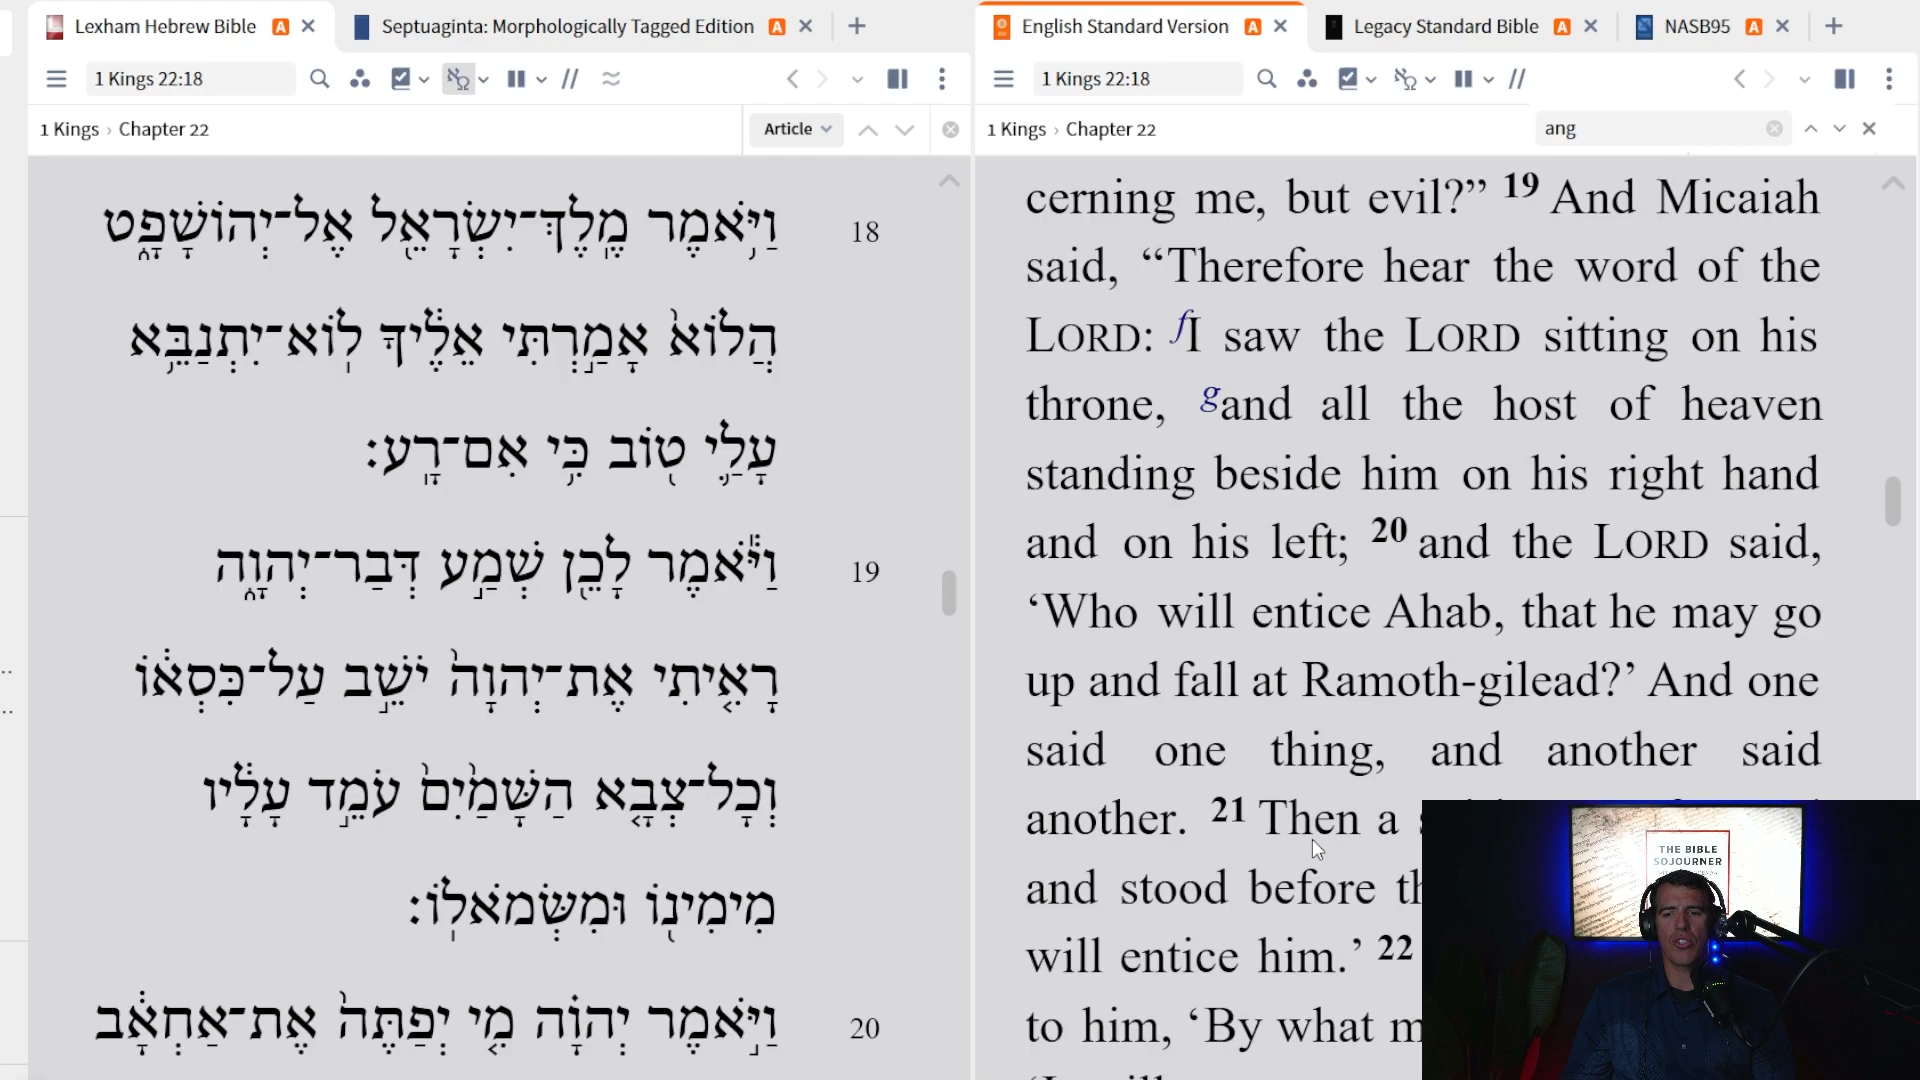 Lexham Hebrew Bible A
Septuaginta: Morphologically Tagged Edition A
English Standard Version A
Legacy Standard Bible A
NASB95 A
1 Kings 22:18
1 Kings 22:18
1 Kings › Chapter 22
Article
1 Kings › Chapter 22
ang
18 וַיֹּ֥אמֶר מֶֽלֶךְ־יִשְׂרָאֵ֖ל אֶל־יְהוֹשָׁפָ֑ט
הֲלוֹא֙ אָמַ֣רְתִּי אֵלֶ֔יךָ לֽוֹא־יִתְנַבֵּ֥א
עָלַ֛י ט֖וֹב כִּ֥י אִם־רָֽע׃
19 וַיֹּ֕אמֶר לָכֵ֖ן שְׁמַ֣ע דְּבַר־יְהוָ֑ה
רָאִ֤יתִי אֶת־יְהוָה֙ יֹשֵׁ֣ב עַל־כִּסְא֔וֹ
וְכָל־צְבָ֤א הַשָּׁמַ֙יִם֙ עֹמֵ֣ד עָלָ֔יו
מִימִינ֖וֹ וּמִשְּׂמֹאלֽוֹ׃
20 וַיֹּ֣אמֶר יְהוָ֗ה מִ֤י יְפַתֶּה֙ אֶת־אַחְאָ֔ב
cerning me, but evil?” 19 And Micaiah
said, “Therefore hear the word of the
LORD: f I saw the LORD sitting on his
throne, g and all the host of heaven
standing beside him on his right hand
and on his left; 20 and the LORD said,
‘Who will entice Ahab, that he may go
up and fall at Ramoth-gilead?’ And one
said one thing, and another said
another. 21 Then a
and stood before
will entice him.’ 22
to him, ‘By what
THE BIBLE
SOJOURNER